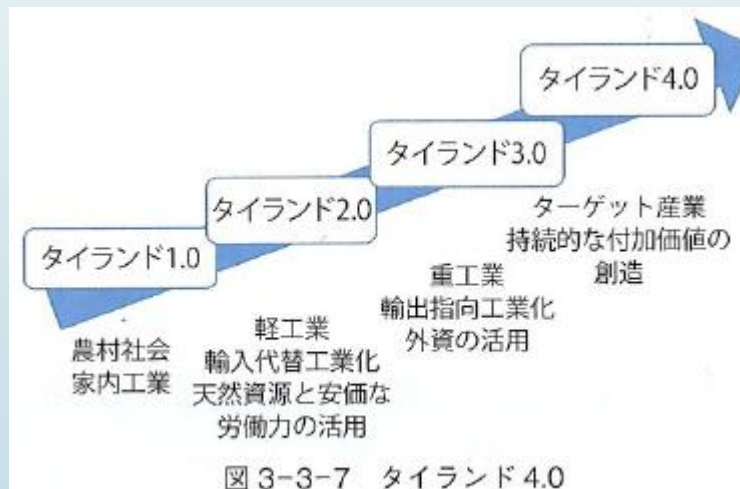 タイランド4.0
タイランド3.0
タイランド2.0
タイランド1.0
農村社会
家内工業
軽工業
輸入代替工業化
天然資源と安価な
労働力の活用
重工業
輸出指向工業化
外資の活用
ターゲット産業
持続的な付加価値の
創造
図3-3-7 タイランド4.0